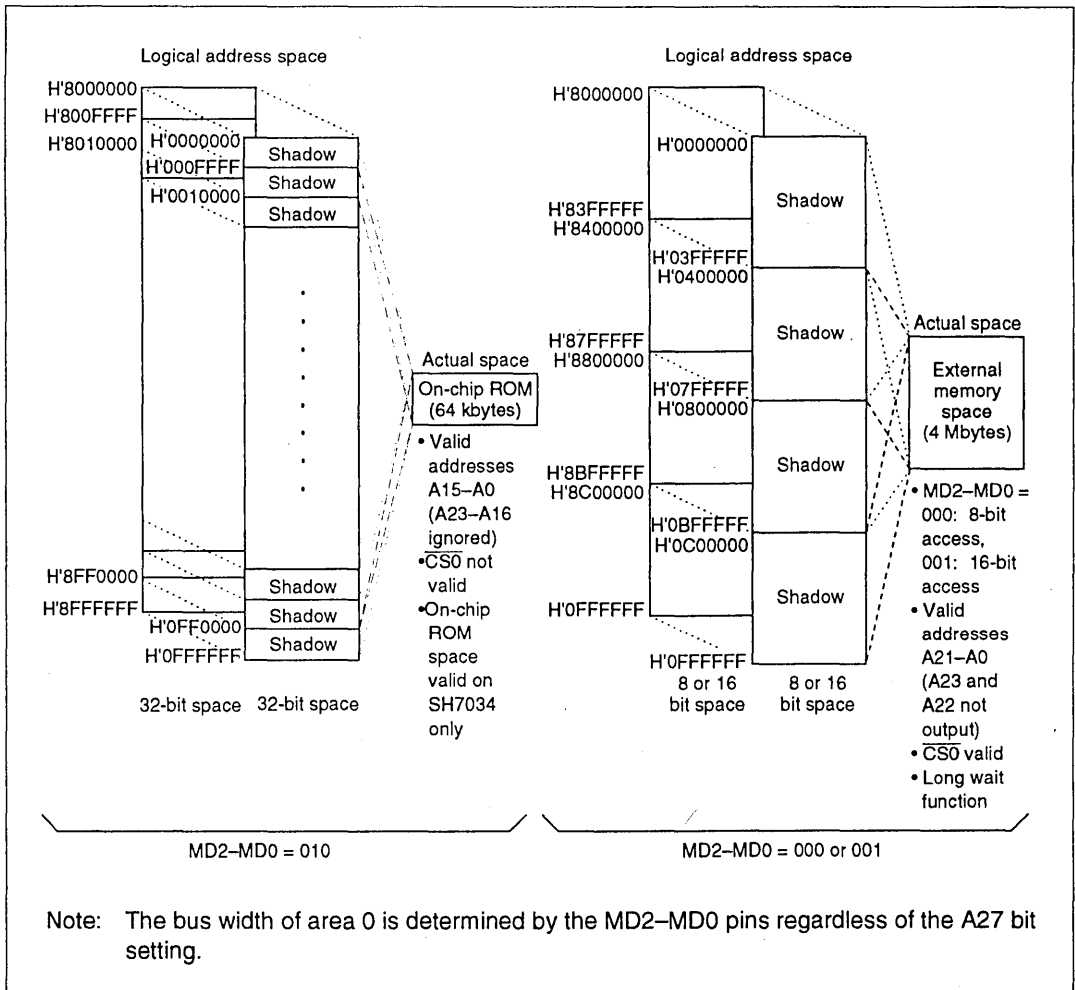 Logical address space
H'8000000
H'800FFFF
H'8010000
H'0000000
H'000FFFF
H'0010000
Shadow
Shadow
Shadow
Actual space
On-chip ROM
(64 kbytes)
• Valid
addresses
A15–A0
(A23–A16
ignored)
•CS0 not
valid
•On-chip
ROM
space
valid on
SH7034
only
H'8FF0000
H'8FFFFFF
H'0FF0000
H'0FFFFFF
Shadow
Shadow
Shadow
32-bit space
32-bit space
MD2–MD0 = 010
Logical address space
H'8000000
H'0000000
Shadow
H'83FFFFF
H'8400000
H'03FFFFF
H'0400000
Shadow
H'87FFFFF
H'8800000
H'07FFFFF
H'0800000
Shadow
H'8BFFFFF
H'8C00000
H'0BFFFFF
H'0C00000
Shadow
H'0FFFFFF
H'0FFFFFF
8 or 16
bit space
8 or 16
bit space
Actual space
External
memory
space
(4 Mbytes)
• MD2–MD0 =
000: 8-bit
access,
001: 16-bit
access
• Valid
addresses
A21–A0
(A23 and
A22 not
output)
• CS0 valid
• Long wait
function
MD2–MD0 = 000 or 001
Note: The bus width of area 0 is determined by the MD2–MD0 pins regardless of the A27 bit
setting.